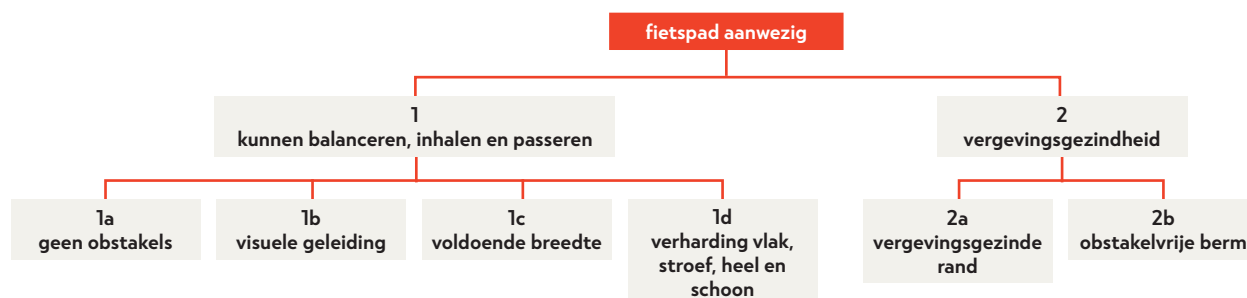 fietspad aanwezig
1
kunnen balanceren, inhalen en passeren
2
vergevingsgezindheid
1a
geen obstakels
1b
visuele geleiding
1c
voldoende breedte
1d
verharding vlak,
stroef, heel en
schoon
2a
vergevingsgezinde
rand
2b
obstakelvrije berm